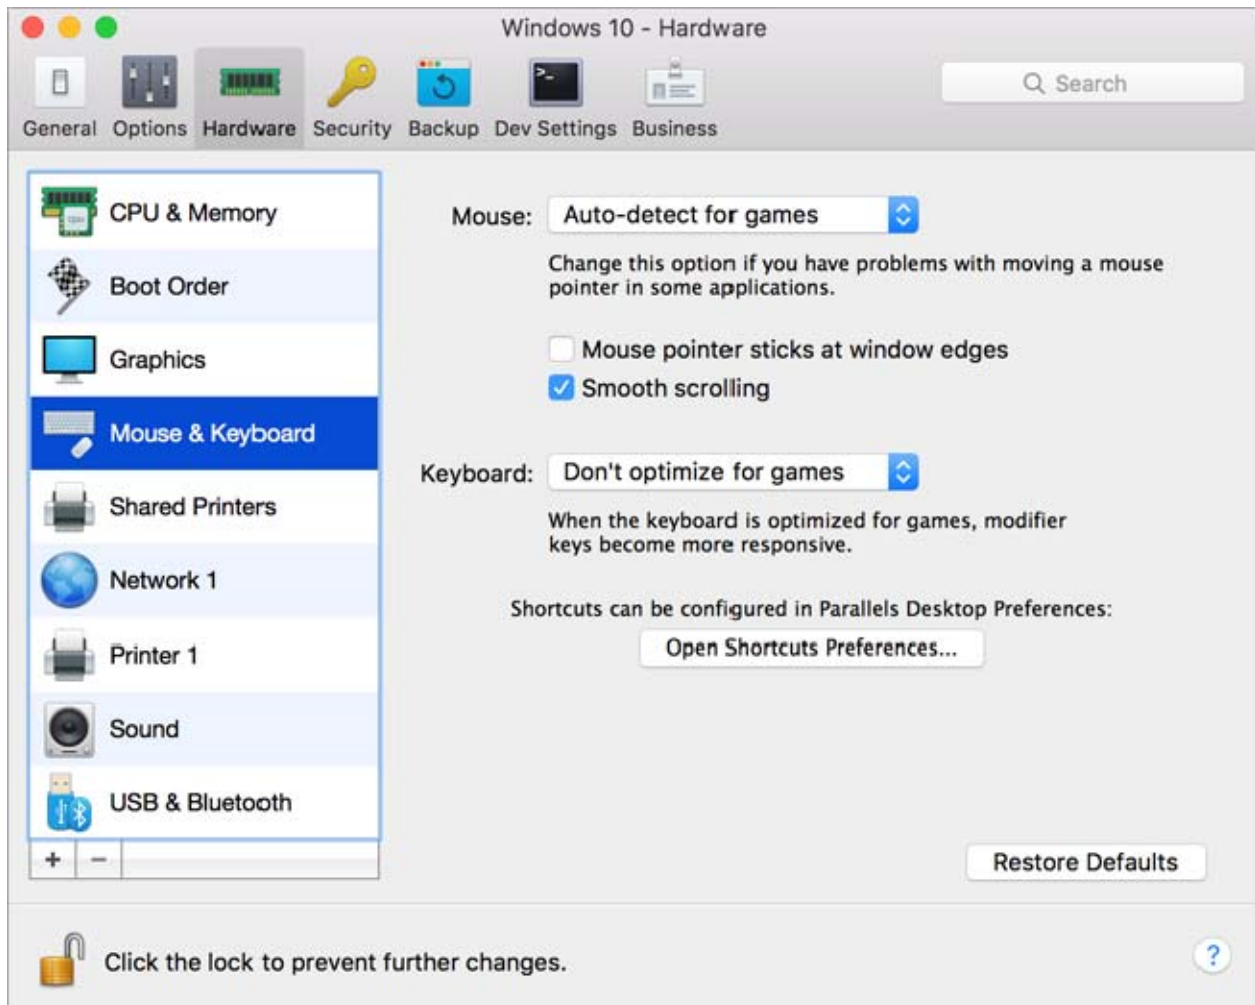 Windows 10 - Hardware
General Options Hardware Security Backup Dev Settings Business
Search
CPU & Memory
Boot Order
Graphics
Mouse & Keyboard
Shared Printers
Network 1
Printer 1
Sound
USB & Bluetooth
+ −
Mouse: Auto-detect for games
Change this option if you have problems with moving a mouse
pointer in some applications.
Mouse pointer sticks at window edges
Smooth scrolling
Keyboard: Don't optimize for games
When the keyboard is optimized for games, modifier
keys become more responsive.
Shortcuts can be configured in Parallels Desktop Preferences:
Open Shortcuts Preferences...
Restore Defaults
Click the lock to prevent further changes.
?